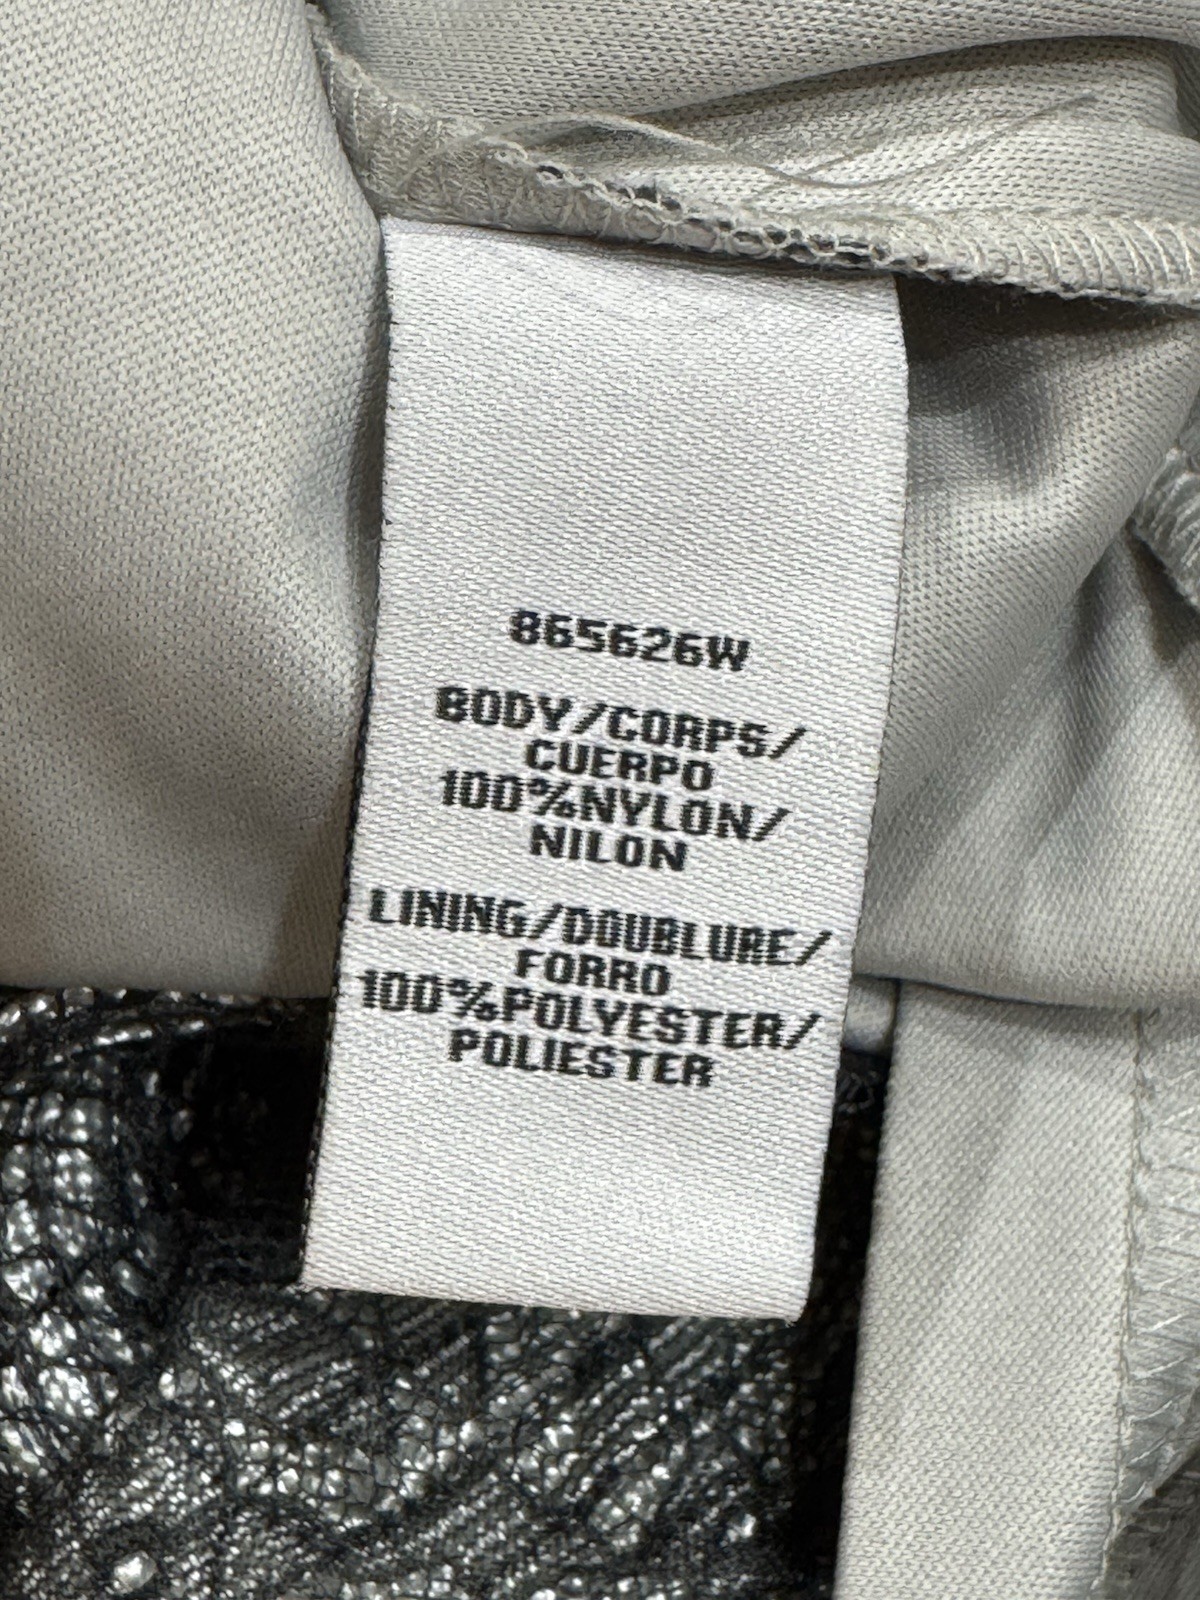 865626W
BODY/CORPS/
CUERPO
100%NYLON/
NILON
LINING/DOUBLURE/
FORRO
100%POLYESTER/
POLIESTER